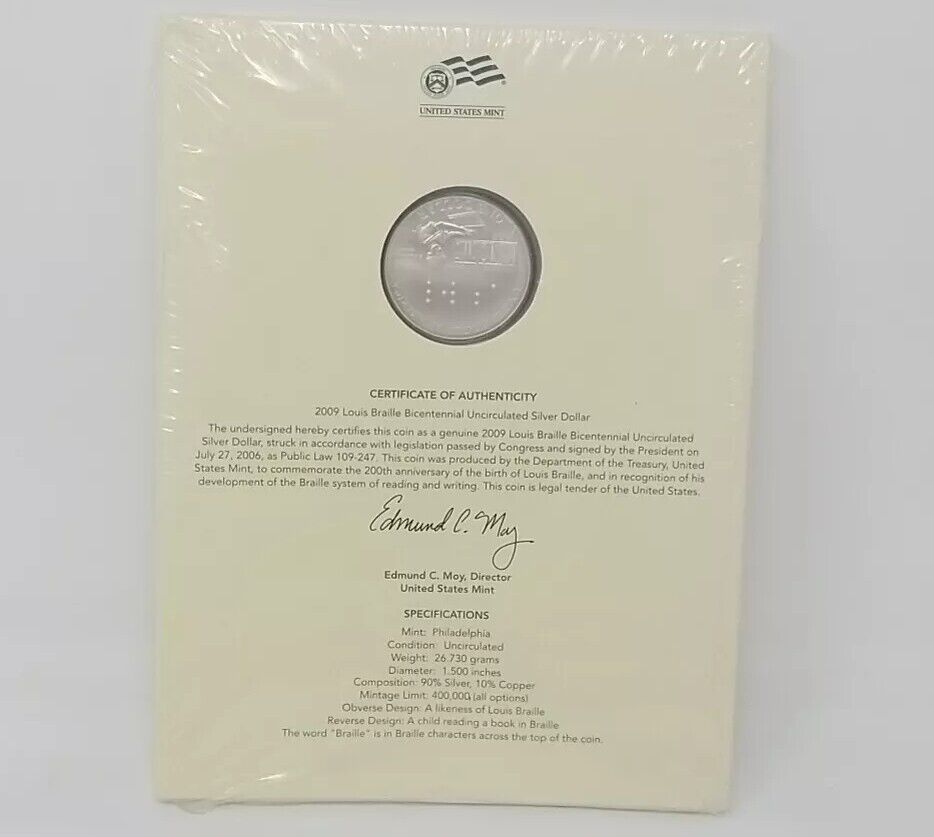 UNITED STATES MINT
CERTIFICATE OF AUTHENTICITY
2009 Louis Braille Bicentennial Uncirculated Silver Dollar
The undersigned hereby certifies this coin as a genuine 2009 Louis Braille Bicentennial Uncirculated
Silver Dollar, struck in accordance with legislation passed by Congress and signed by the President on
July 27, 2006, as Public Law 109-247. This coin was produced by the Department of the Treasury, United
States Mint, to commemorate the 200th anniversary of the birth of Louis Braille, and in recognition of his
development of the Braille system of reading and writing. This coin is legal tender of the United States.
Edmund C. Moy
Edmund C. Moy, Director
United States Mint
SPECIFICATIONS
Mint: Philadelphia
Condition: Uncirculated
Weight: 26.730 grams
Diameter: 1.500 inches
Composition: 90% Silver, 10% Copper
Mintage Limit: 400,000 (all options)
Obverse Design: A likeness of Louis Braille
Reverse Design: A child reading a book in Braille
The word "Braille" is in Braille characters across the top of the coin.